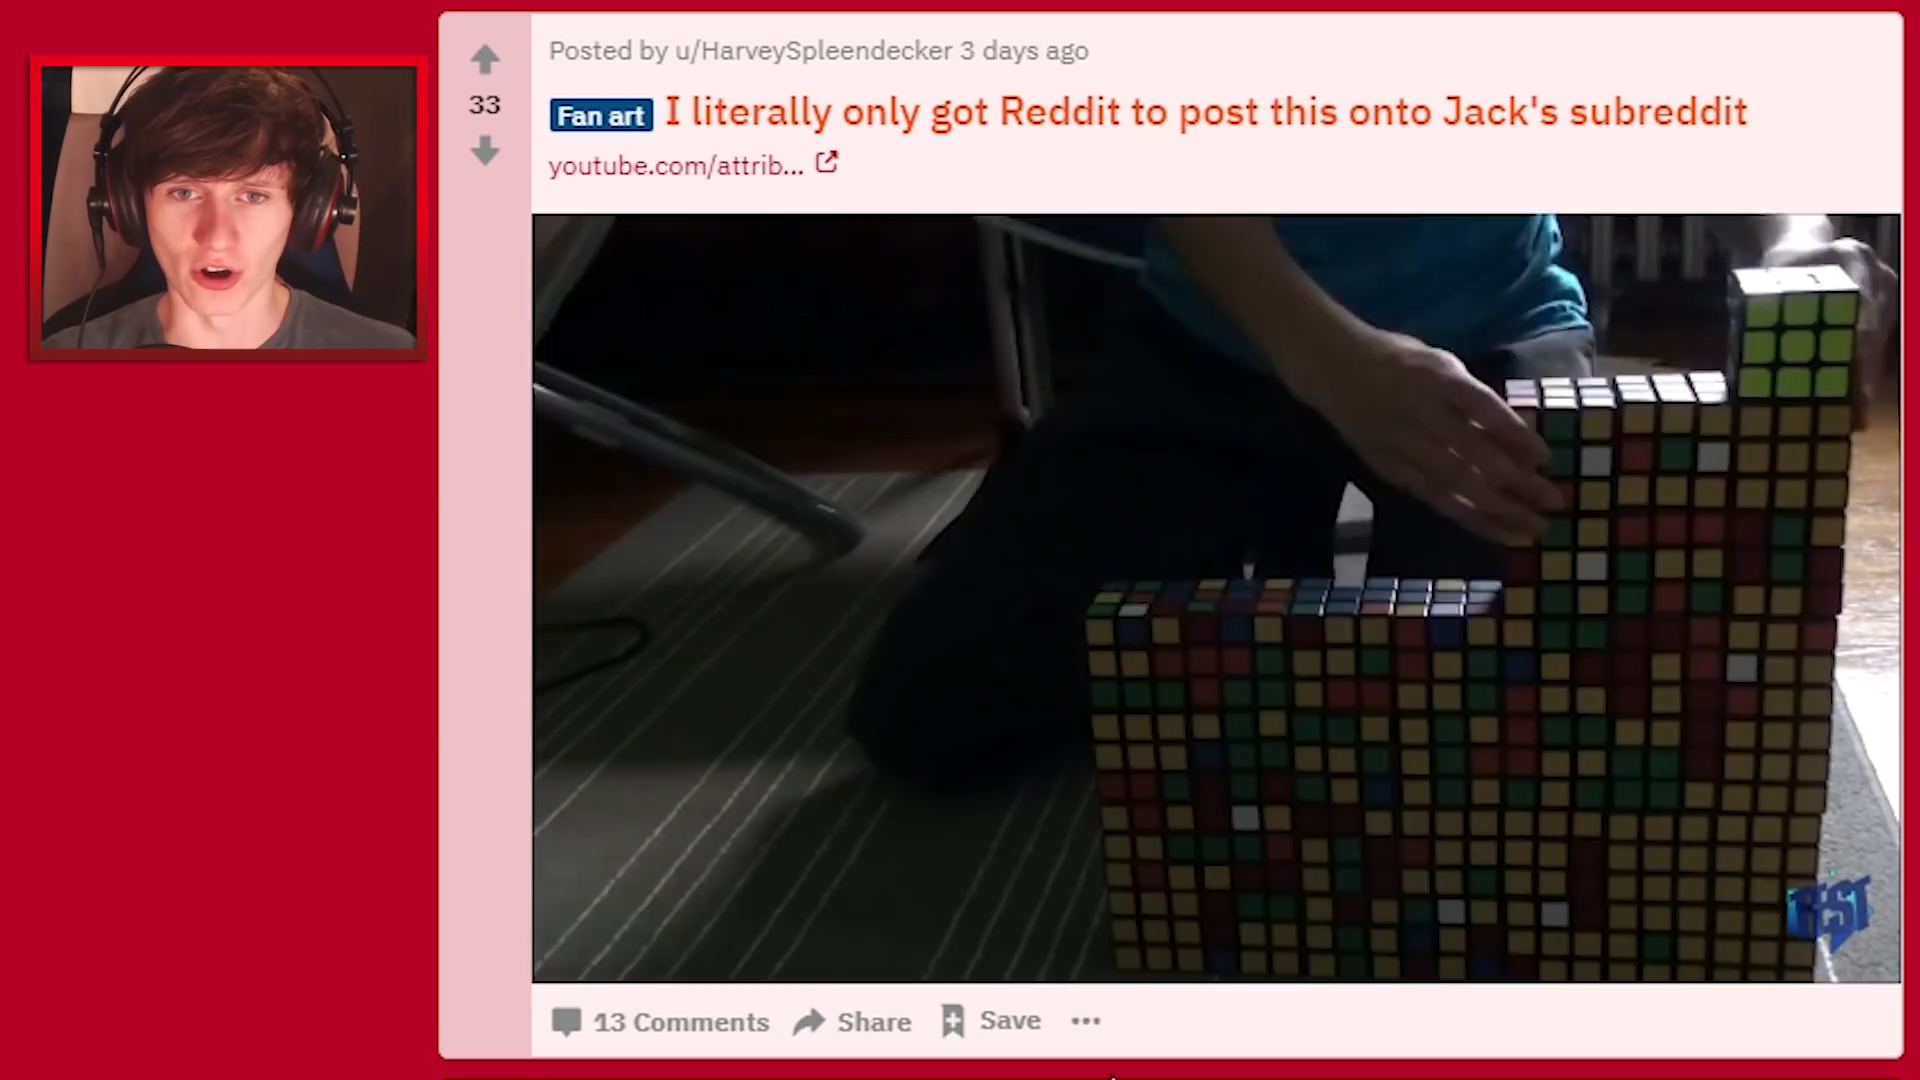 Posted by u/HarveySpleendecker 3 days ago
33
Fan art I literally only got Reddit to post this onto Jack's subreddit
youtube.com/attrib...
13 Comments Share Save